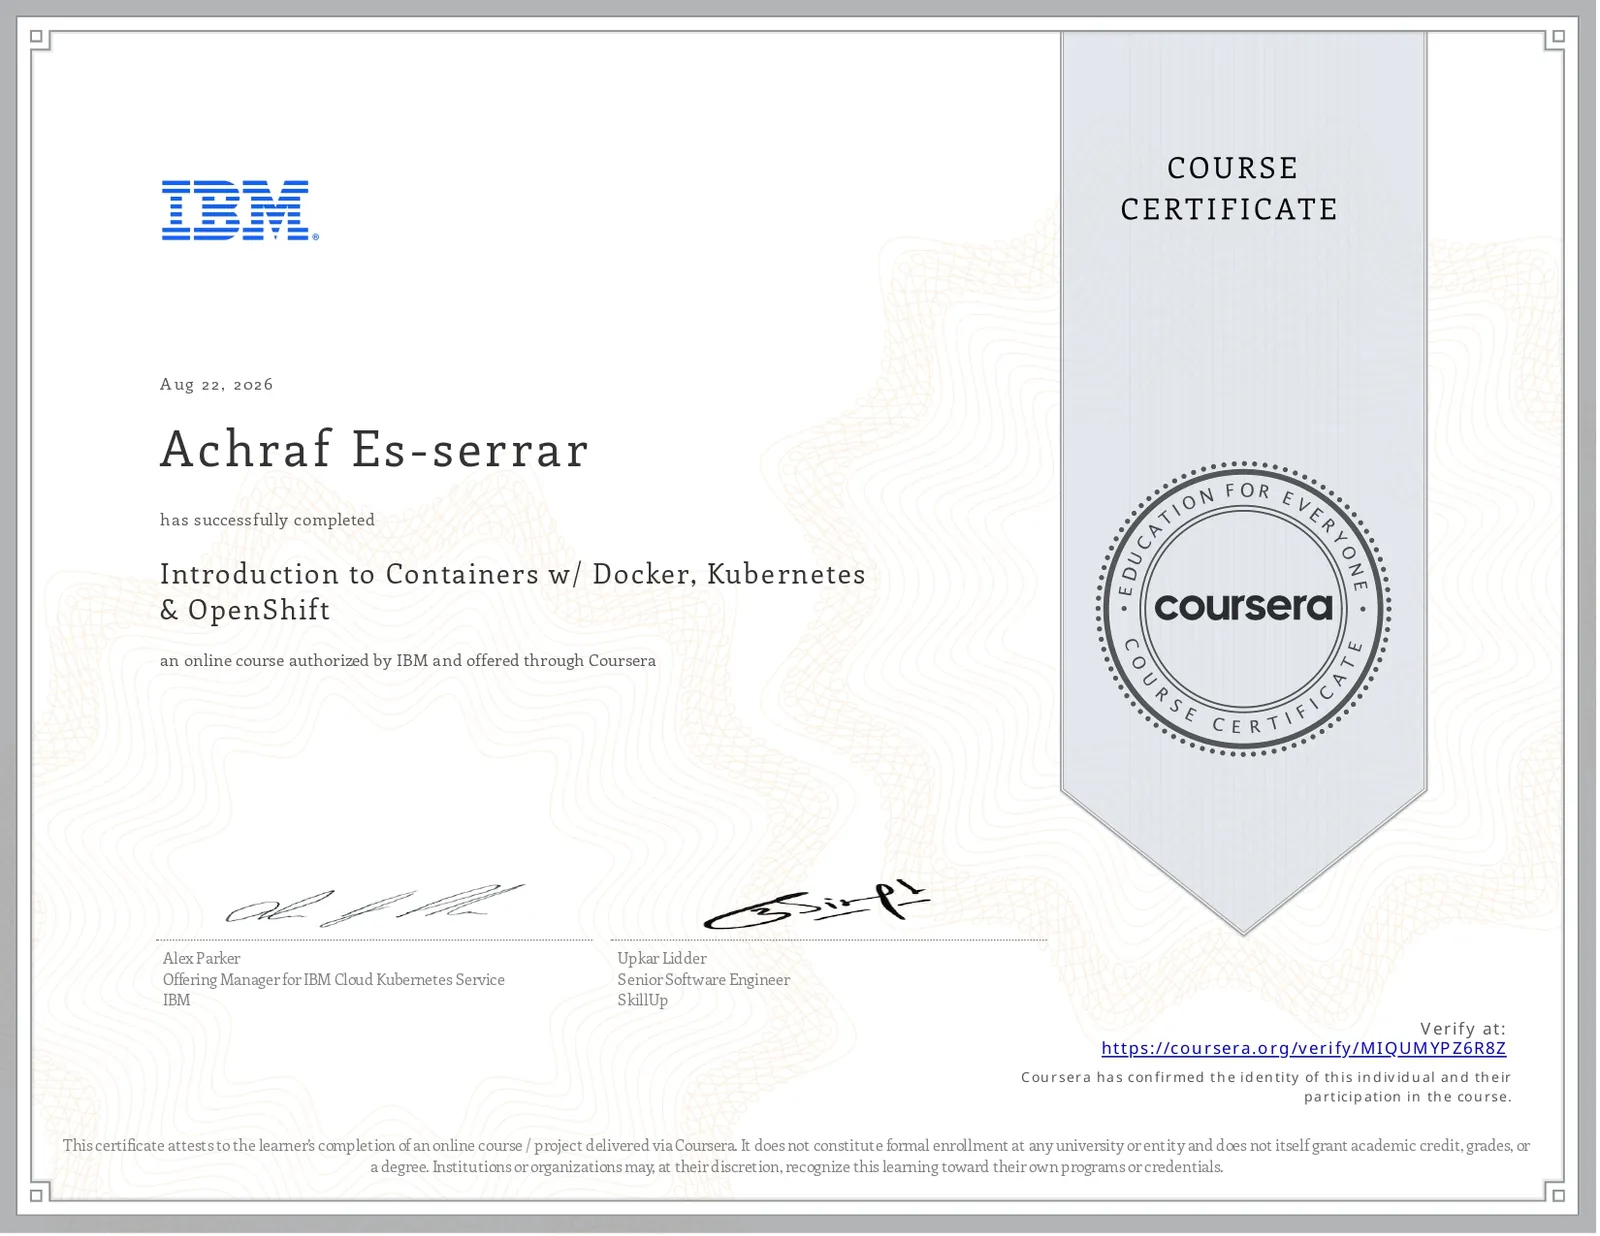 IBM®
COURSE
CERTIFICATE
Aug 22, 2026
Achraf Es-serrar
has successfully completed
Introduction to Containers w/ Docker, Kubernetes
& OpenShift
an online course authorized by IBM and offered through Coursera
EDUCATION FOR EVERYONE
coursera
COURSE CERTIFICATE
Alex Parker
Offering Manager for IBM Cloud Kubernetes Service
IBM
Upkar Lidder
Senior Software Engineer
SkillUp
Verify at:
https://coursera.org/verify/MIQUMYPZ6R8Z
Coursera has confirmed the identity of this individual and their
participation in the course.
This certificate attests to the learner's completion of an online course / project delivered via Coursera. It does not constitute formal enrollment at any university or entity and does not itself grant academic credit, grades, or
a degree. Institutions or organizations may, at their discretion, recognize this learning toward their own programs or credentials.